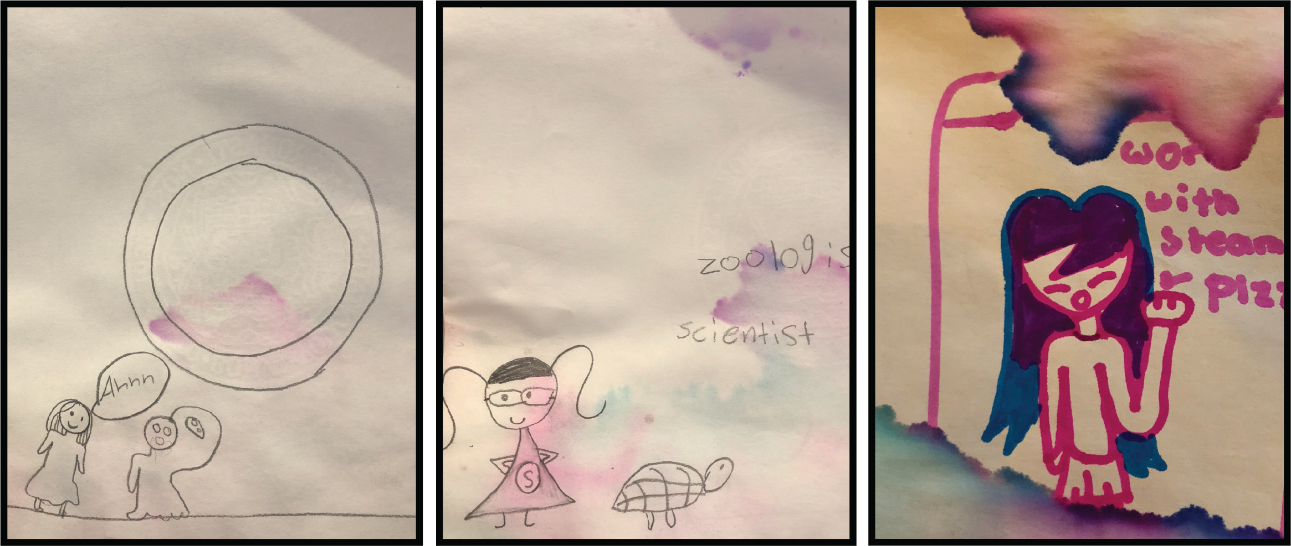 Ahhh
zoologis
scientist
S
wor
with
steam
r pizz